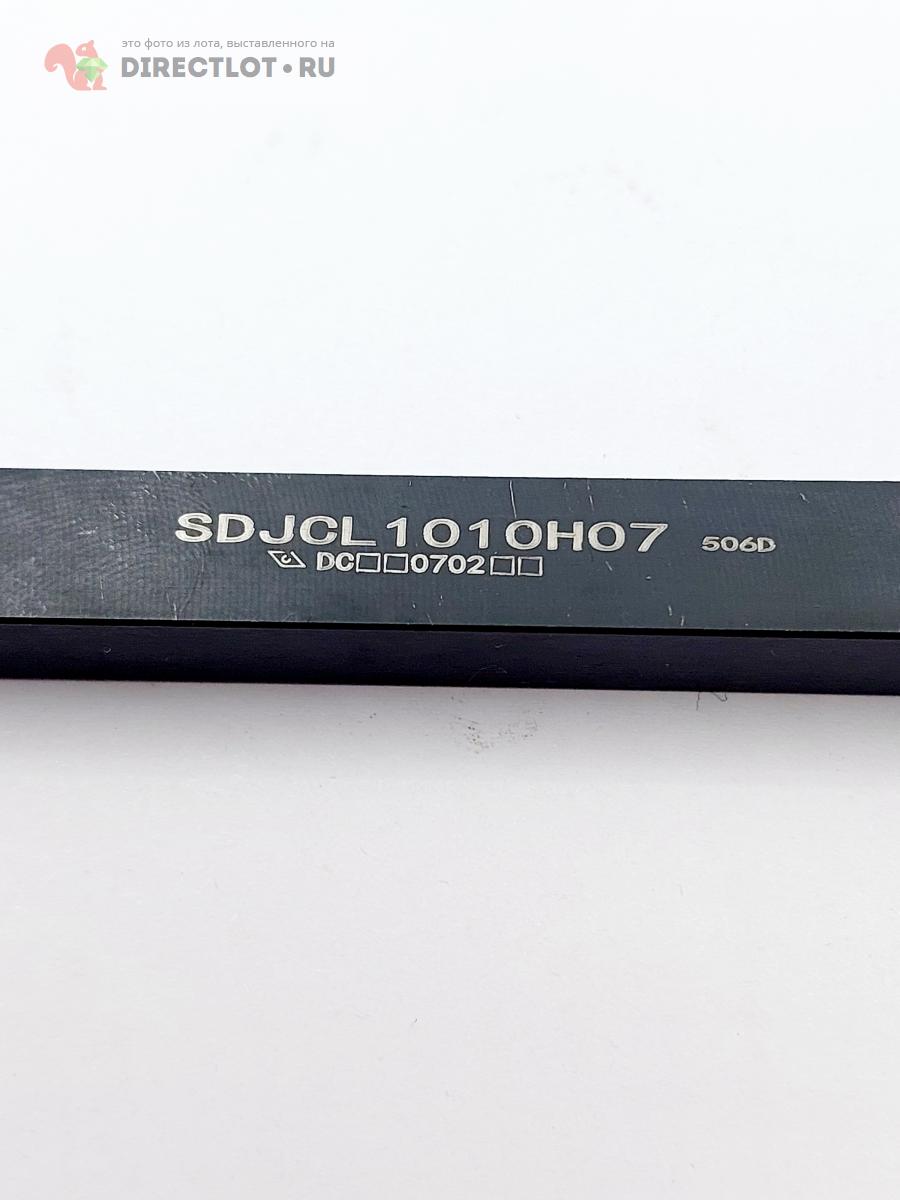 это фото из лота, выставленного на
DIRECTLOT•RU
SDJCL1010H07 506D
C DC□□0702□□